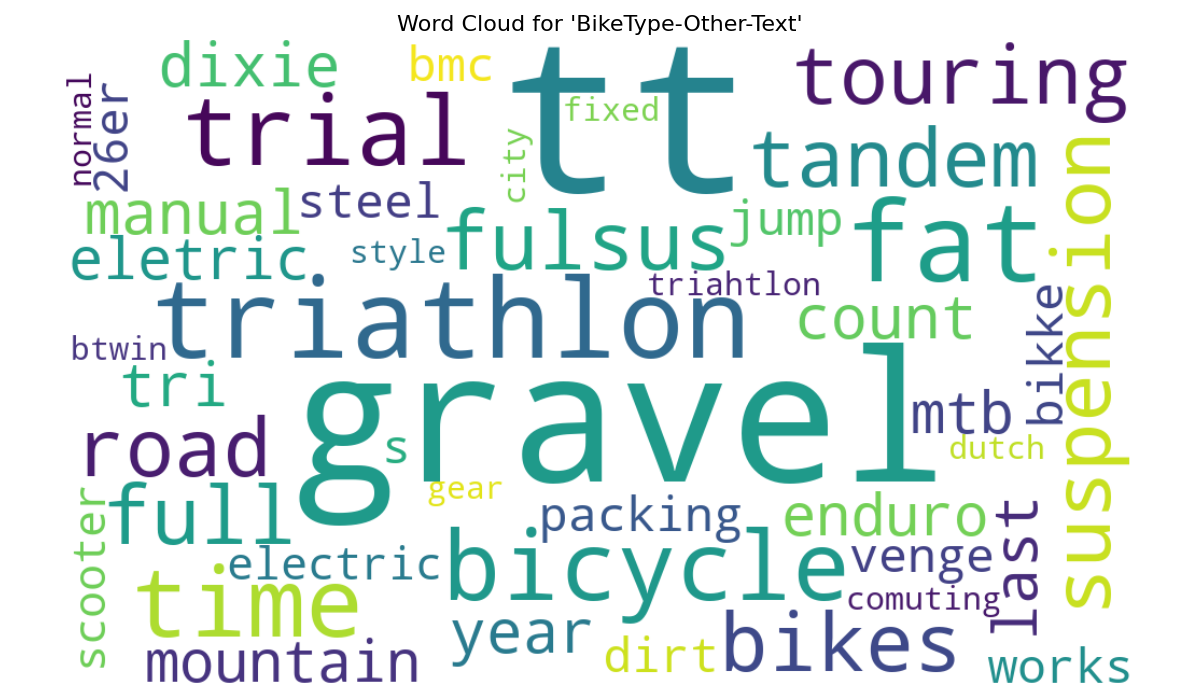 Word Cloud for 'BikeType-Other-Text'
dixie
bmc
tt
touring
normal
26er
trial
fixed
city
tandem
suspension
manual
steel
fulsus
jump
fat
eletric
style
triathlon
triahtlon
count
bikke
btwin
tri
gravel
road
s
mtb
dutch
scooter
full
gear
packing
enduro
last
electric
bicycle
venge
time
comuting
year
dirt
bikes
mountain
works